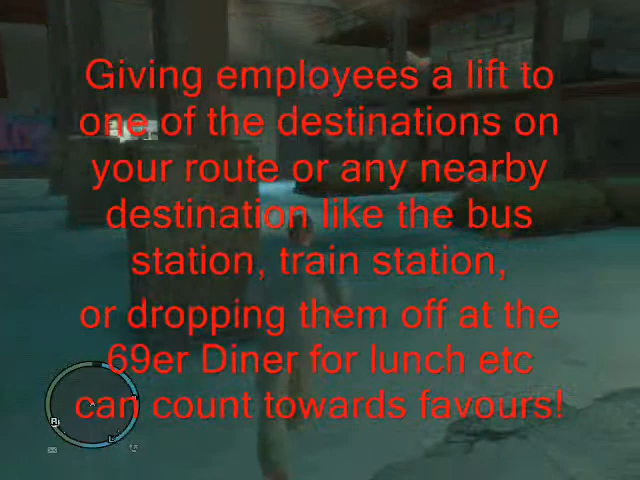 Giving employees a lift to
one of the destinations on
your route or any nearby
destination like the bus
station, train station,
or dropping them off at the
69er Diner for lunch etc
can count towards favours!
R
L